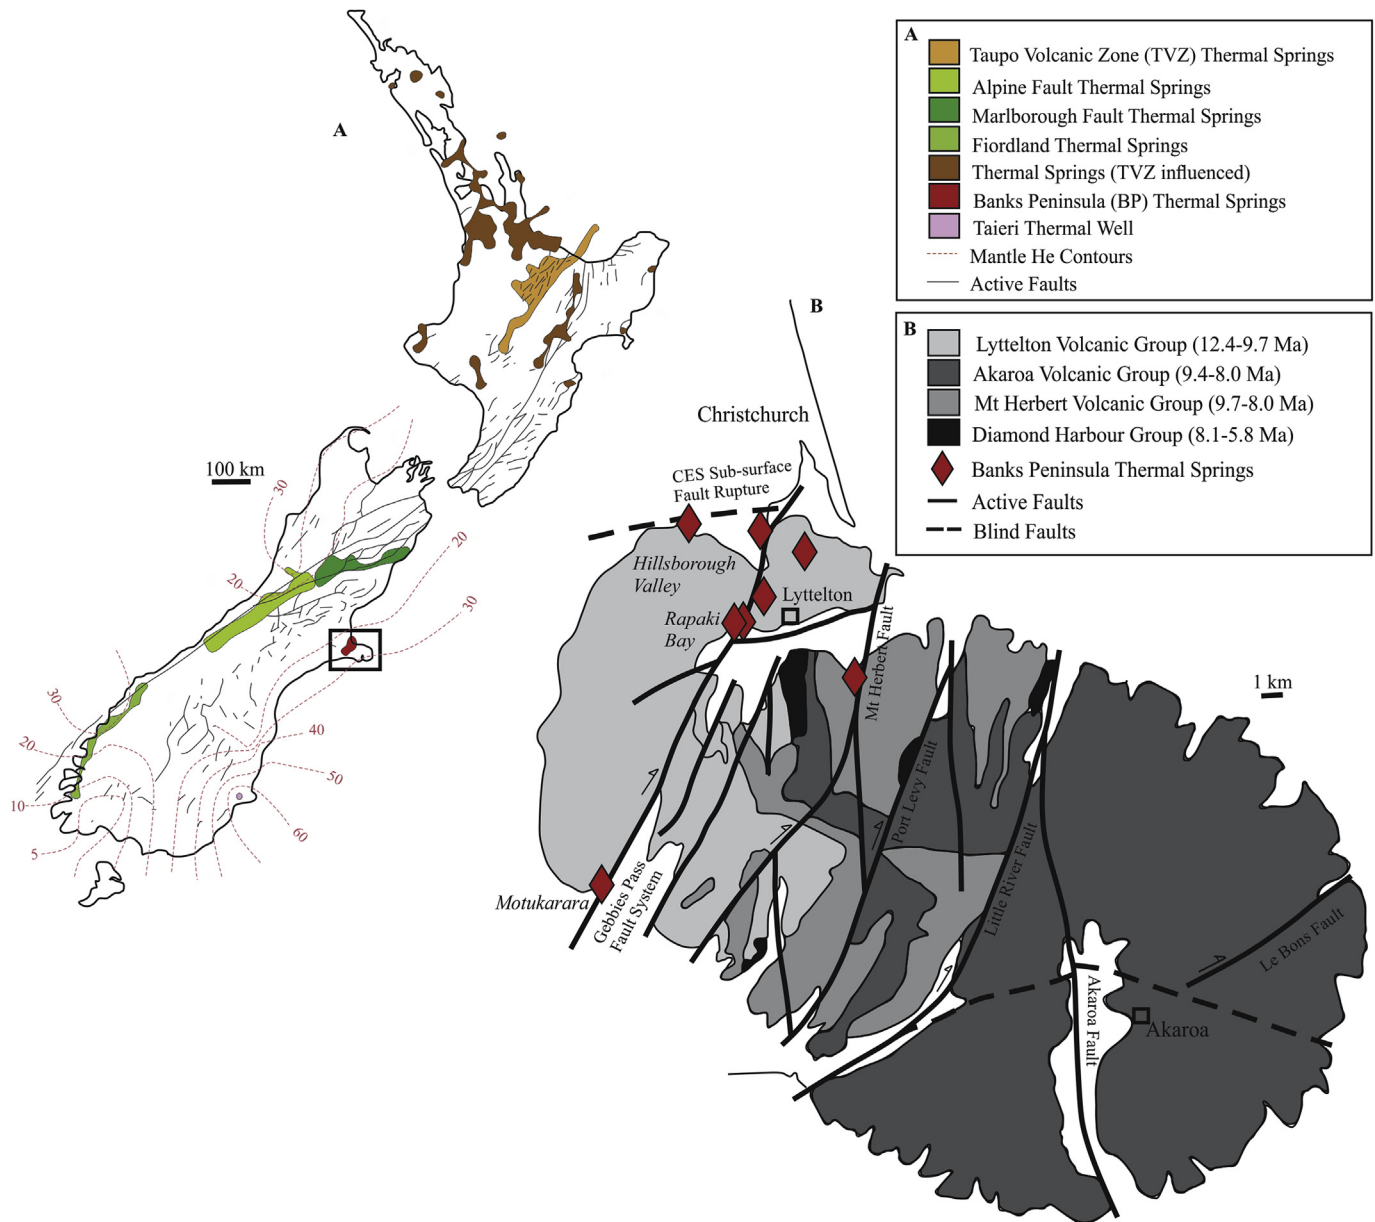 A
Taupo Volcanic Zone (TVZ) Thermal Springs
Alpine Fault Thermal Springs
Marlborough Fault Thermal Springs
Fiordland Thermal Springs
Thermal Springs (TVZ influenced)
Banks Peninsula (BP) Thermal Springs
Taieri Thermal Well
Mantle He Contours
Active Faults
B
Lyttelton Volcanic Group (12.4-9.7 Ma)
Akaroa Volcanic Group (9.4-8.0 Ma)
Mt Herbert Volcanic Group (9.7-8.0 Ma)
Diamond Harbour Group (8.1-5.8 Ma)
Banks Peninsula Thermal Springs
Active Faults
Blind Faults
A
100 km
30
20
20
30
30
20
10
5
40
50
60
B
Christchurch
CES Sub-surface
Fault Rupture
Hillsborough
Valley
Rapaki
Bay
Lyttelton
Mt Herbert Fault
1 km
Port Levy Fault
Little River Fault
Motukarara
Gebbies Pass
Fault System
Le Bons Fault
Akaroa Fault
Akaroa